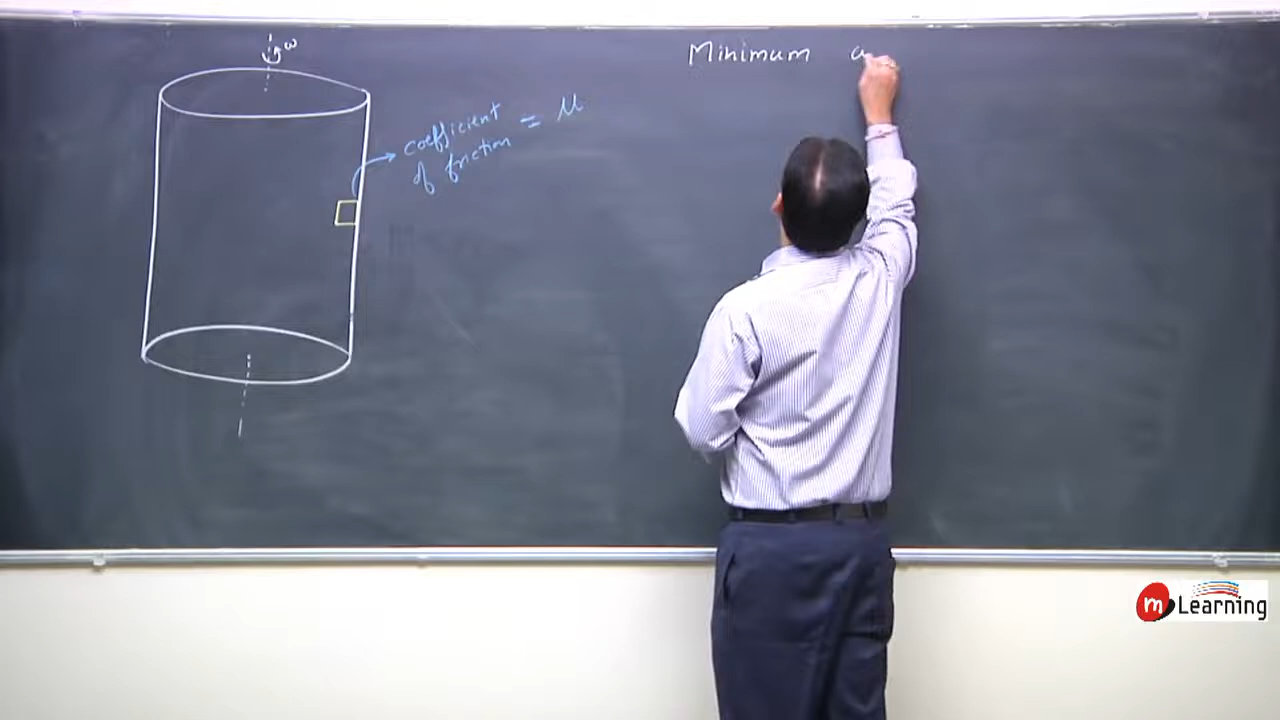 ω
Minimum
coefficient
of friction = μ
m Learning